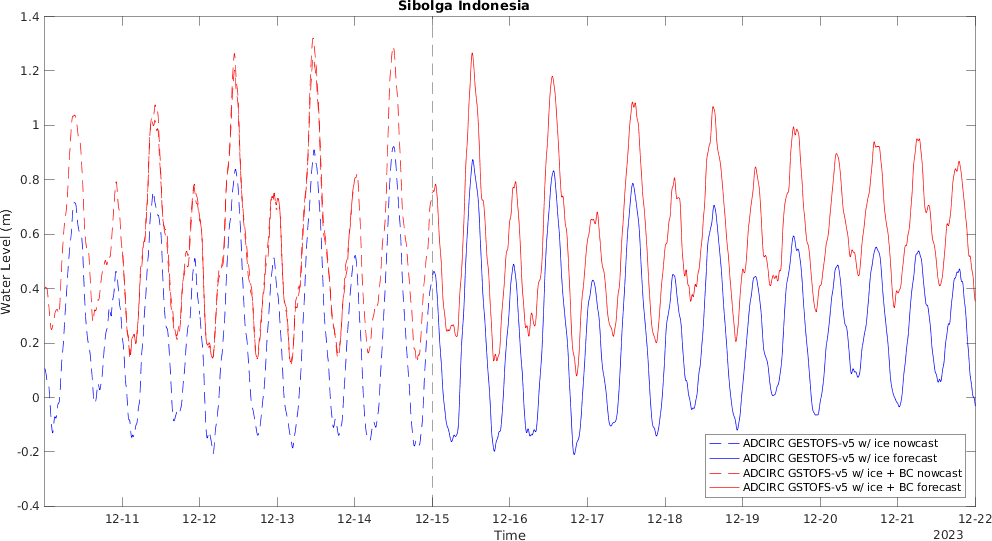 Sibolga Indonesia
1.4
1.2
1
0.8
0.6
0.4
0.2
0
-0.2
-0.4
Water Level (m)
ADCIRC GESTOFS-v5 w/ ice nowcast
ADCIRC GESTOFS-v5 w/ ice forecast
ADCIRC GSTOFS-v5 w/ ice + BC nowcast
ADCIRC GSTOFS-v5 w/ ice + BC forecast
12-11 12-12 12-13 12-14 12-15 12-16 12-17 12-18 12-19 12-20 12-21 12-22
Time
2023